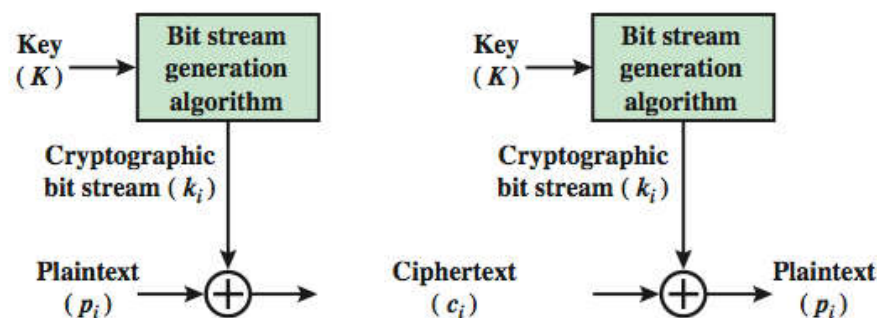 Key
( K )
Bit stream
generation
algorithm
Cryptographic
bit stream ( ki )
Plaintext
( pi )
Ciphertext
( ci )
Key
( K )
Bit stream
generation
algorithm
Cryptographic
bit stream ( ki )
Plaintext
( pi )